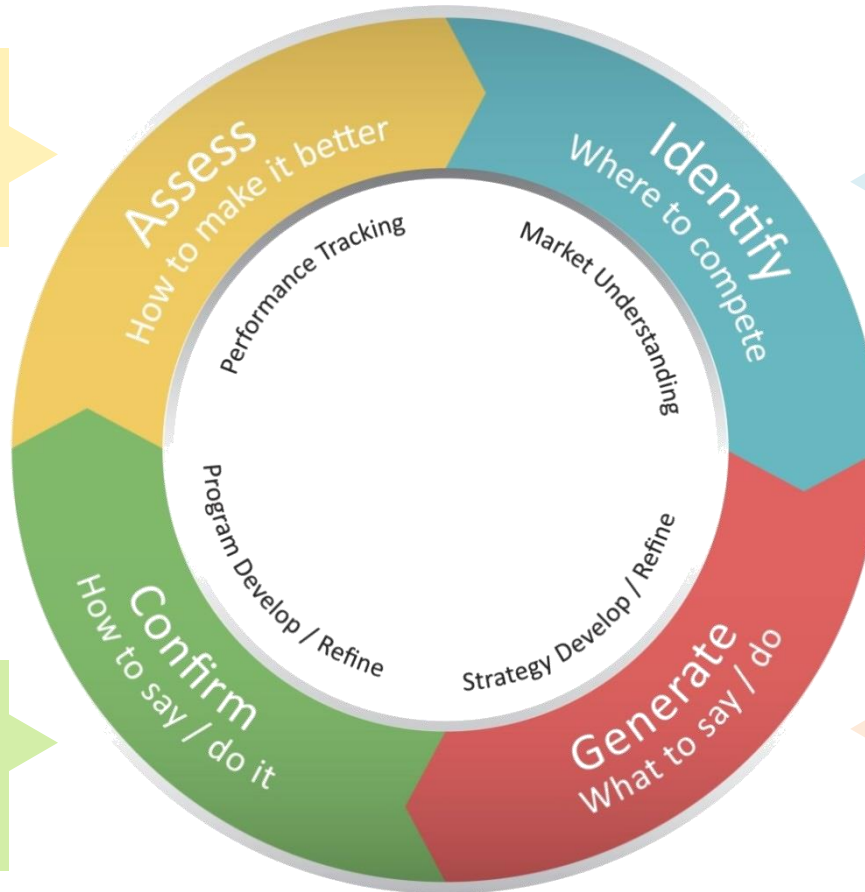 Assess
How to make it better
Identify
Where to compete
Performance Tracking
Market Understanding
Program Develop / Refine
Strategy Develop / Refine
Confirm
How to say / do it
Generate
What to say / do